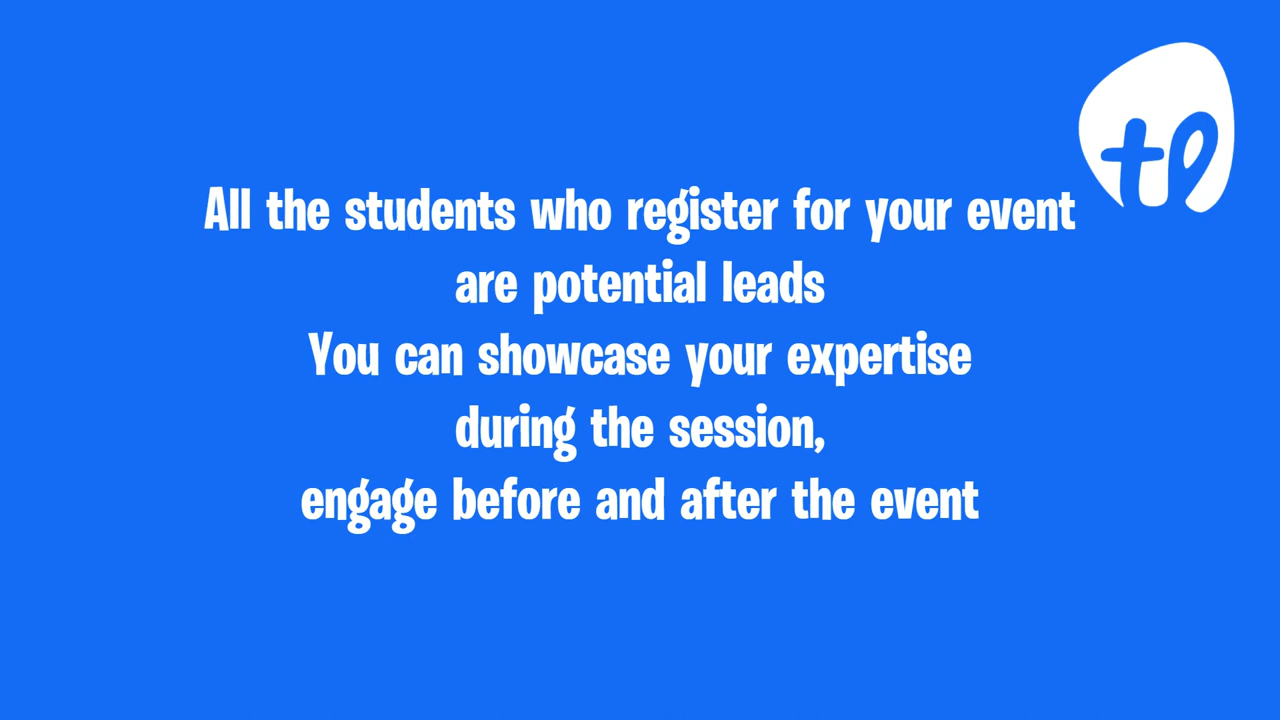 All the students who register for your event
are potential leads
You can showcase your expertise
during the session,
engage before and after the event